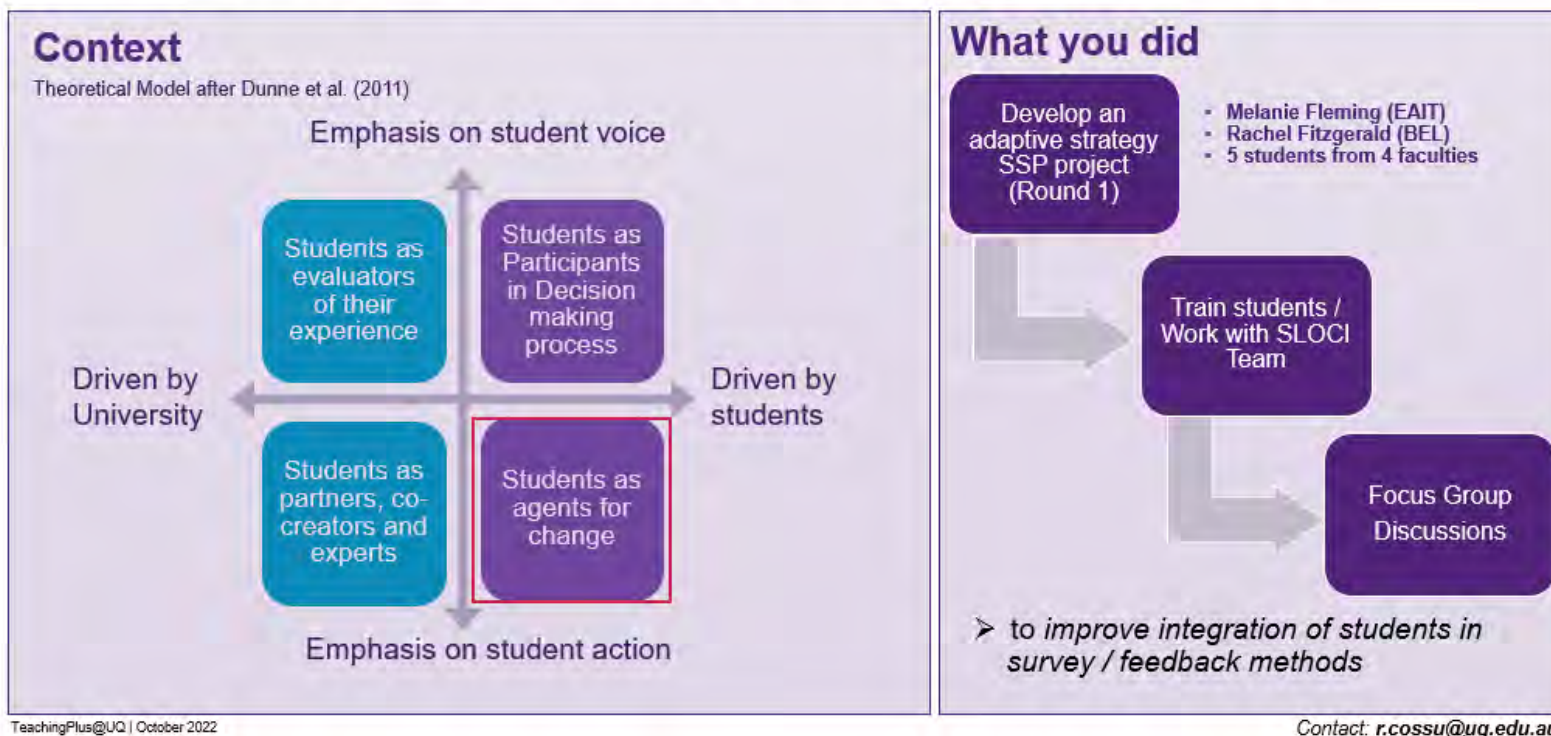 Context
Theoretical Model after Dunne et al. (2011)
Emphasis on student voice
Students as
evaluators
of their
experience
Students as
Participants
in Decision
making
process
Driven by
University
Driven by
students
Students as
partners, co-
creators and
experts
Students as
agents for
change
Emphasis on student action
TeachingPlus@UQ | October 2022
What you did
Develop an
adaptive strategy
SSP project
(Round 1)
▪ Melanie Fleming (EAIT)
▪ Rachel Fitzgerald (BEL)
▪ 5 students from 4 faculties
Train students /
Work with SLOCI
Team
Focus Group
Discussions
➢ to improve integration of students in
survey / feedback methods
Contact: r.cossu@uq.edu.au